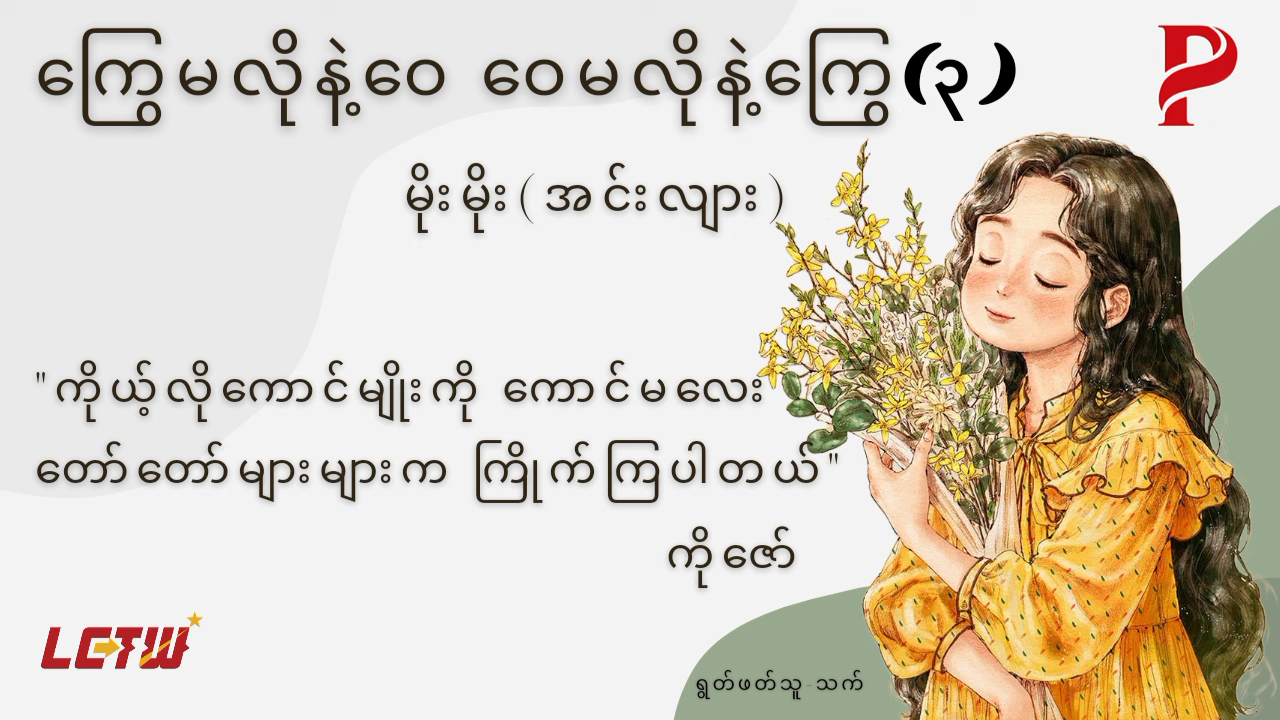 ကြွေမလိုနဲ့ဝေ ဝေမလိုနဲ့ကြွေ(၃)
မိုးမိုး(အင်းလျား)
"ကိုယ့်လိုကောင်မျိုးကို ကောင်မလေး
တော်တော်များများက ကြိုက်ကြပါတယ်"
ကိုဇော်
LCTW
ရွတ်ဖတ်သူ-သက်